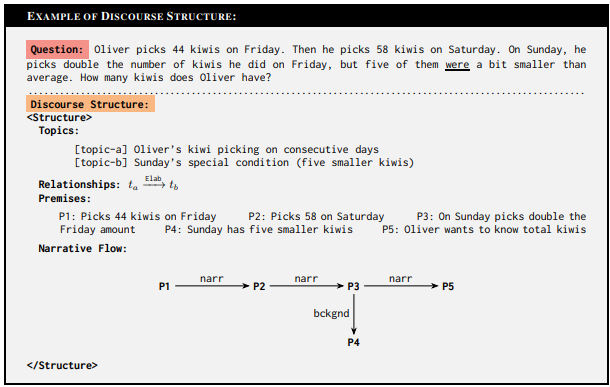 EXAMPLE OF DISCOURSE STRUCTURE:
Question: Oliver picks 44 kiwis on Friday. Then he picks 58 kiwis on Saturday. On Sunday, he
picks double the number of kiwis he did on Friday, but five of them were a bit smaller than
average. How many kiwis does Oliver have?
Discourse Structure:
<Structure>
Topics:
[topic-a] Oliver's kiwi picking on consecutive days
[topic-b] Sunday's special condition (five smaller kiwis)
Relationships: tₐ Elab→ t_b
Premises:
P1: Picks 44 kiwis on Friday P2: Picks 58 on Saturday P3: On Sunday picks double the
Friday amount P4: Sunday has five smaller kiwis P5: Oliver wants to know total kiwis
Narrative Flow:
narr narr narr
P1 P2 P3 P5
bckgnd
P4
</Structure>